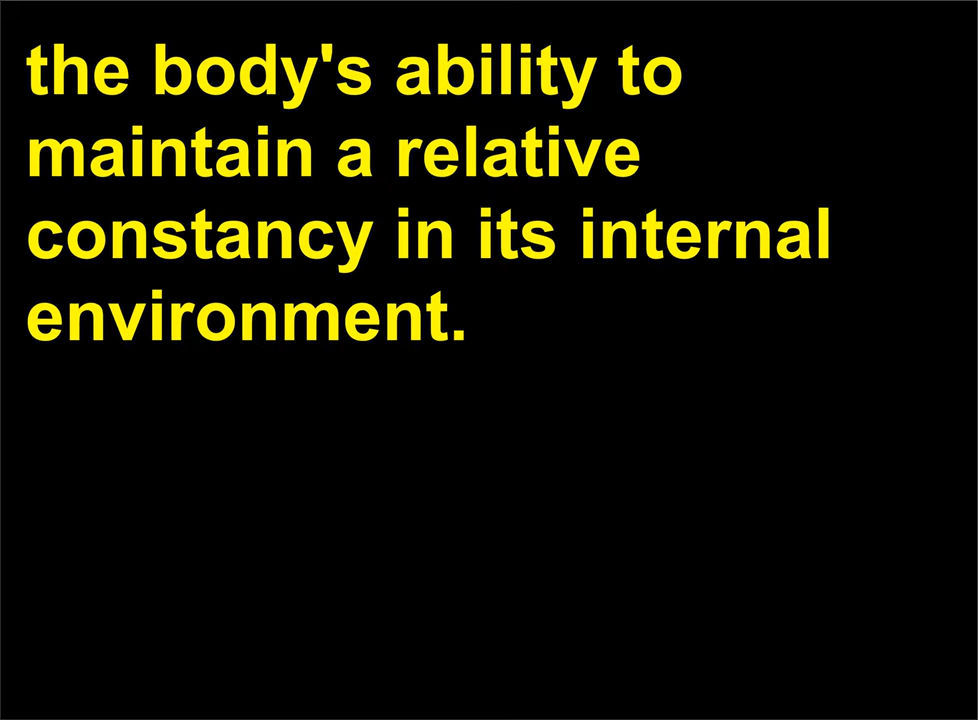 the body's ability to
maintain a relative
constancy in its internal
environment.